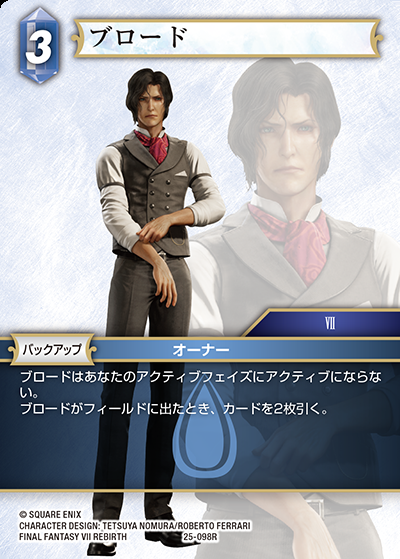 3
ブロード
VII
バックアップ
オーナー
ブロードはあなたのアクティブフェイズにアクティブにならな
い。
ブロードがフィールドに出たとき、カードを2枚引く。
© SQUARE ENIX
CHARACTER DESIGN: TETSUYA NOMURA/ROBERTO FERRARI
FINAL FANTASY VII REBIRTH 25-098R